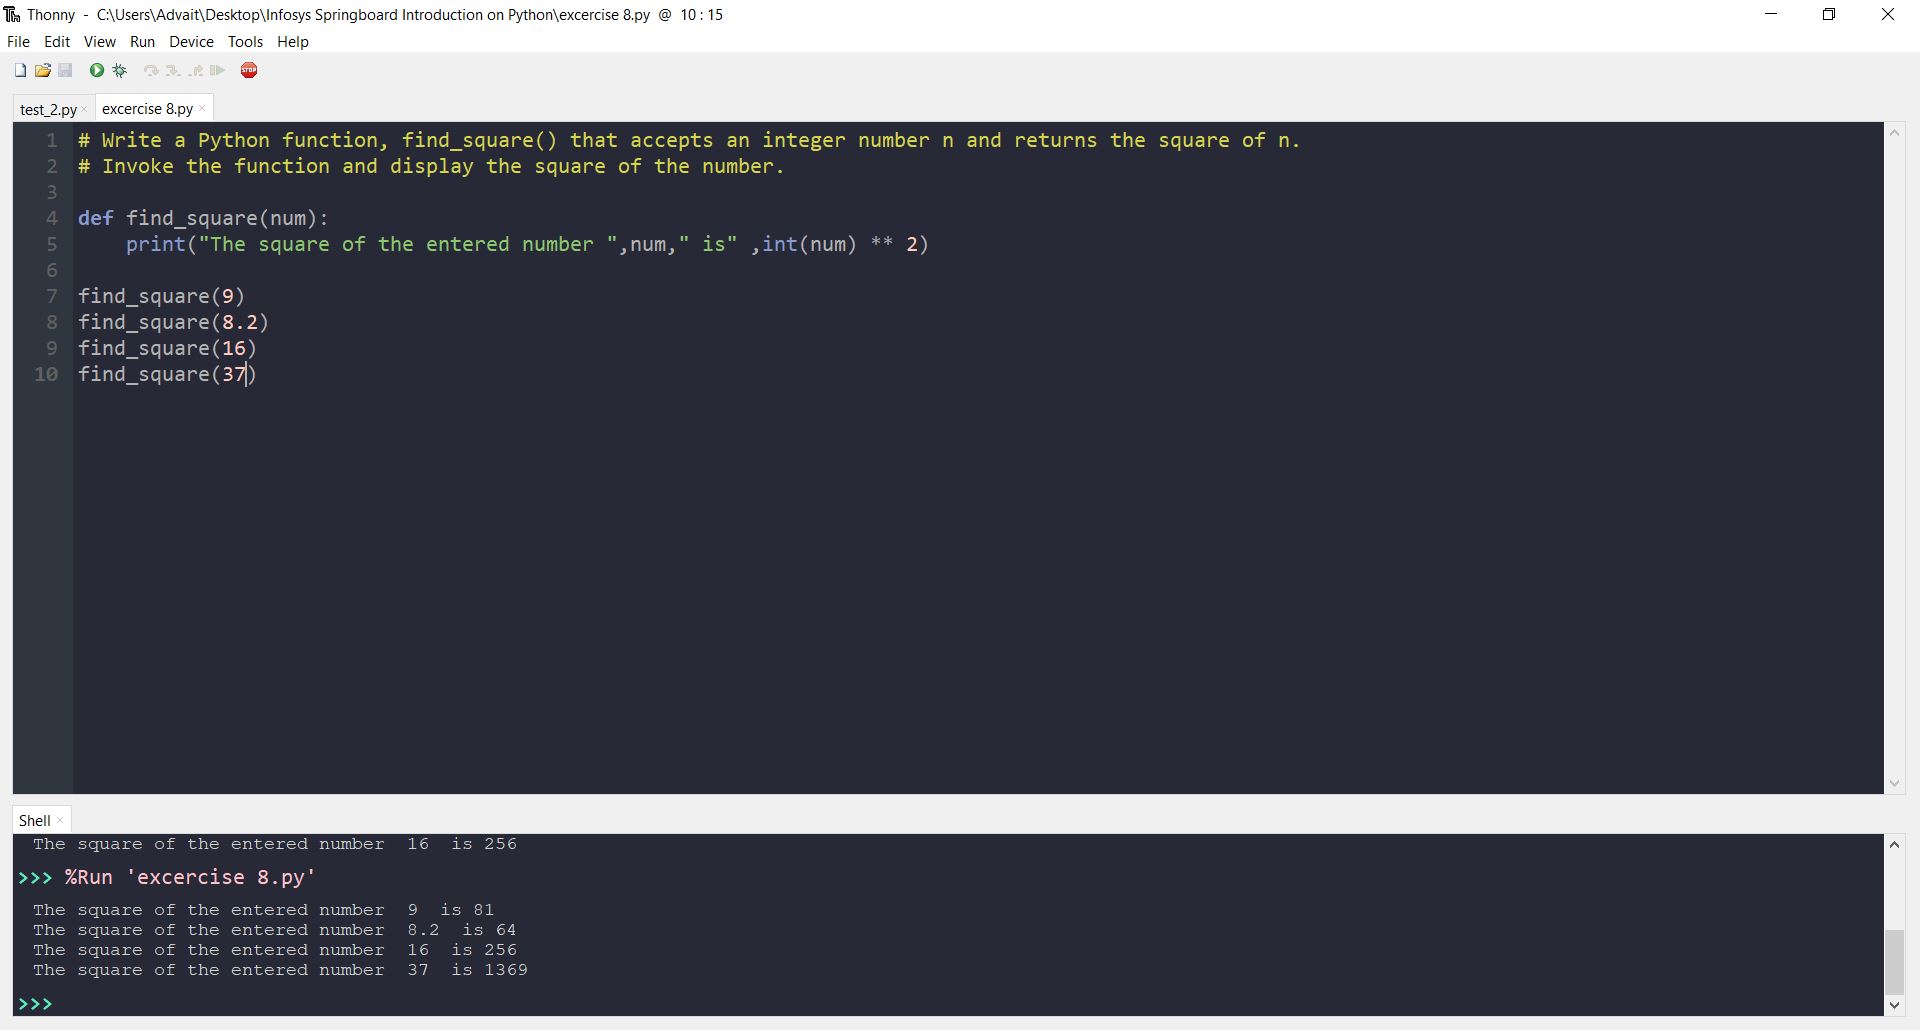 Thonny - C:\Users\Advait\Desktop\Infosys Springboard Introduction on Python\excercise 8.py @ 10 : 15
File Edit View Run Device Tools Help
STOP
test_2.py × excercise 8.py ×
1 # Write a Python function, find_square() that accepts an integer number n and returns the square of n.
2 # Invoke the function and display the square of the number.
3
4 def find_square(num):
5     print("The square of the entered number ",num," is" ,int(num) ** 2)
6
7 find_square(9)
8 find_square(8.2)
9 find_square(16)
10 find_square(37)
Shell ×
The square of the entered number  16  is 256
>>> %Run 'excercise 8.py'
The square of the entered number  9  is 81
The square of the entered number  8.2  is 64
The square of the entered number  16  is 256
The square of the entered number  37  is 1369
>>>